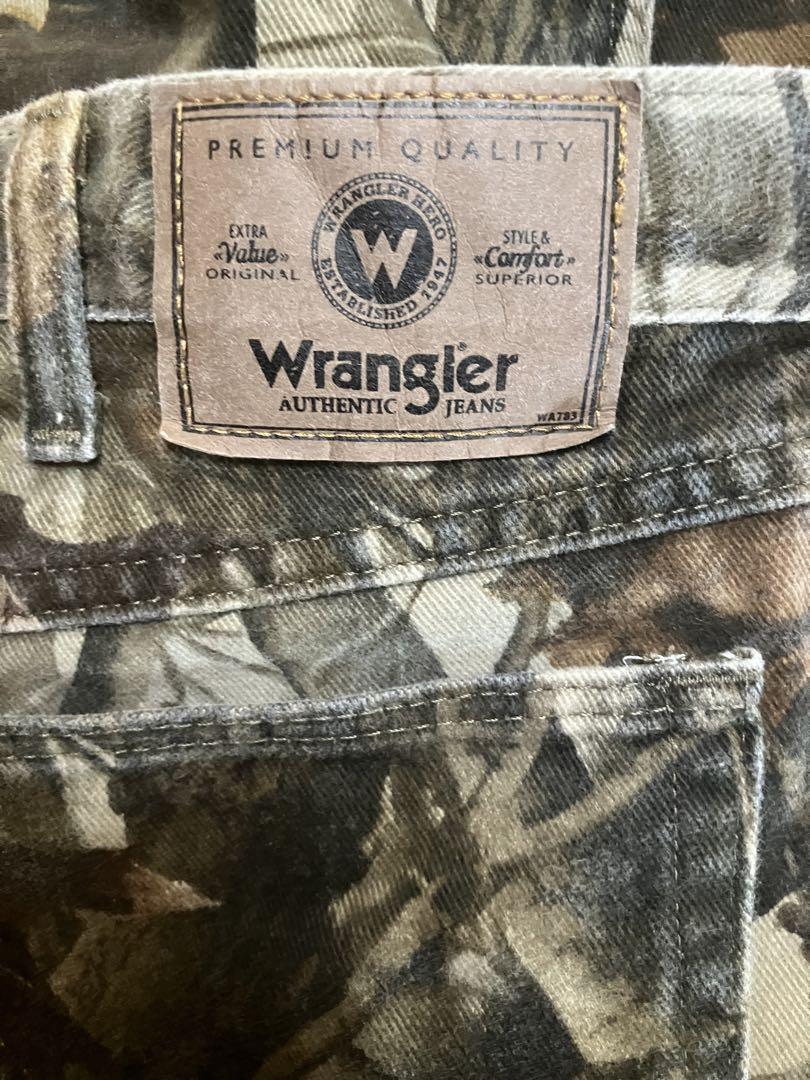 PREMIUM QUALITY
EXTRA
«Value»
ORIGINAL
WRANGLER HERO
W
ESTABLISHED 1947
STYLE &
«Comfort»
SUPERIOR
Wrangler®
AUTHENTIC JEANS
WA783